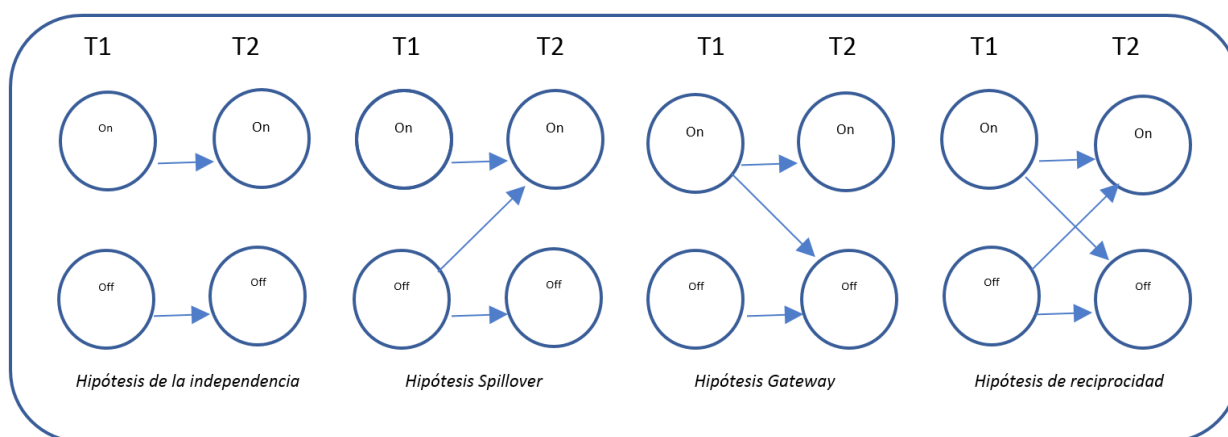 T1 T2 T1 T2 T1 T2 T1 T2
On On On On On On On On
Off Off Off Off Off Off Off Off
Hipótesis de la independencia Hipótesis Spillover Hipótesis Gateway Hipótesis de reciprocidad